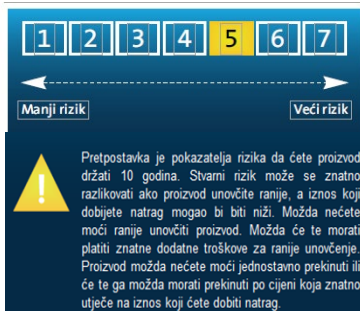 1 2 3 4 5 6 7
Manji rizik Veći rizik
Pretpostavka je pokazatelja rizika da ćete proizvod
držati 10 godina. Stvarni rizik može se znatno
razlikovati ako proizvod unovčite ranije, a iznos koji
dobijete natrag mogao bi biti niži. Možda nećete
moći ranije unovčiti proizvod. Možda će te morati
platiti znatne dodatne troškove za ranije unovčenje.
Proizvod možda nećete moći jednostavno prekinuti ili
će te ga možda morati prekinuti po cijeni koja znatno
utječe na iznos koji ćete dobiti natrag.